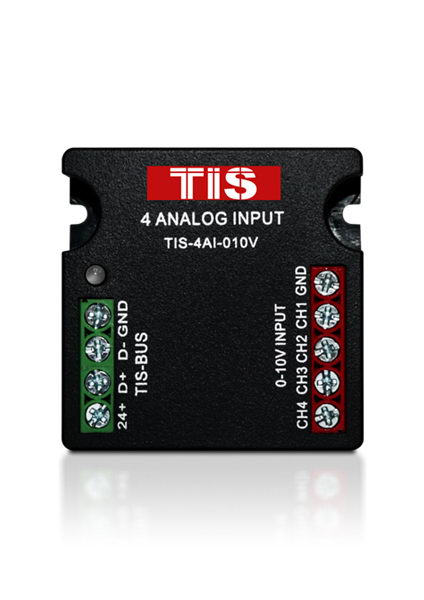 TIS
4 ANALOG INPUT
TIS-4AI-010V
24+ D+ D- GND
TIS-BUS
0-10V INPUT
CH4 CH3 CH2 CH1 GND